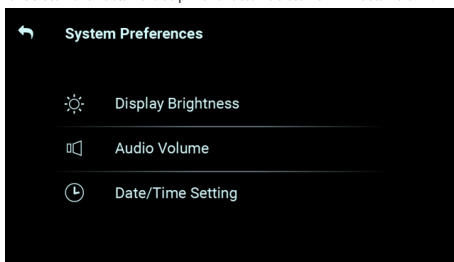 System Preferences
Display Brightness
Audio Volume
Date/Time Setting